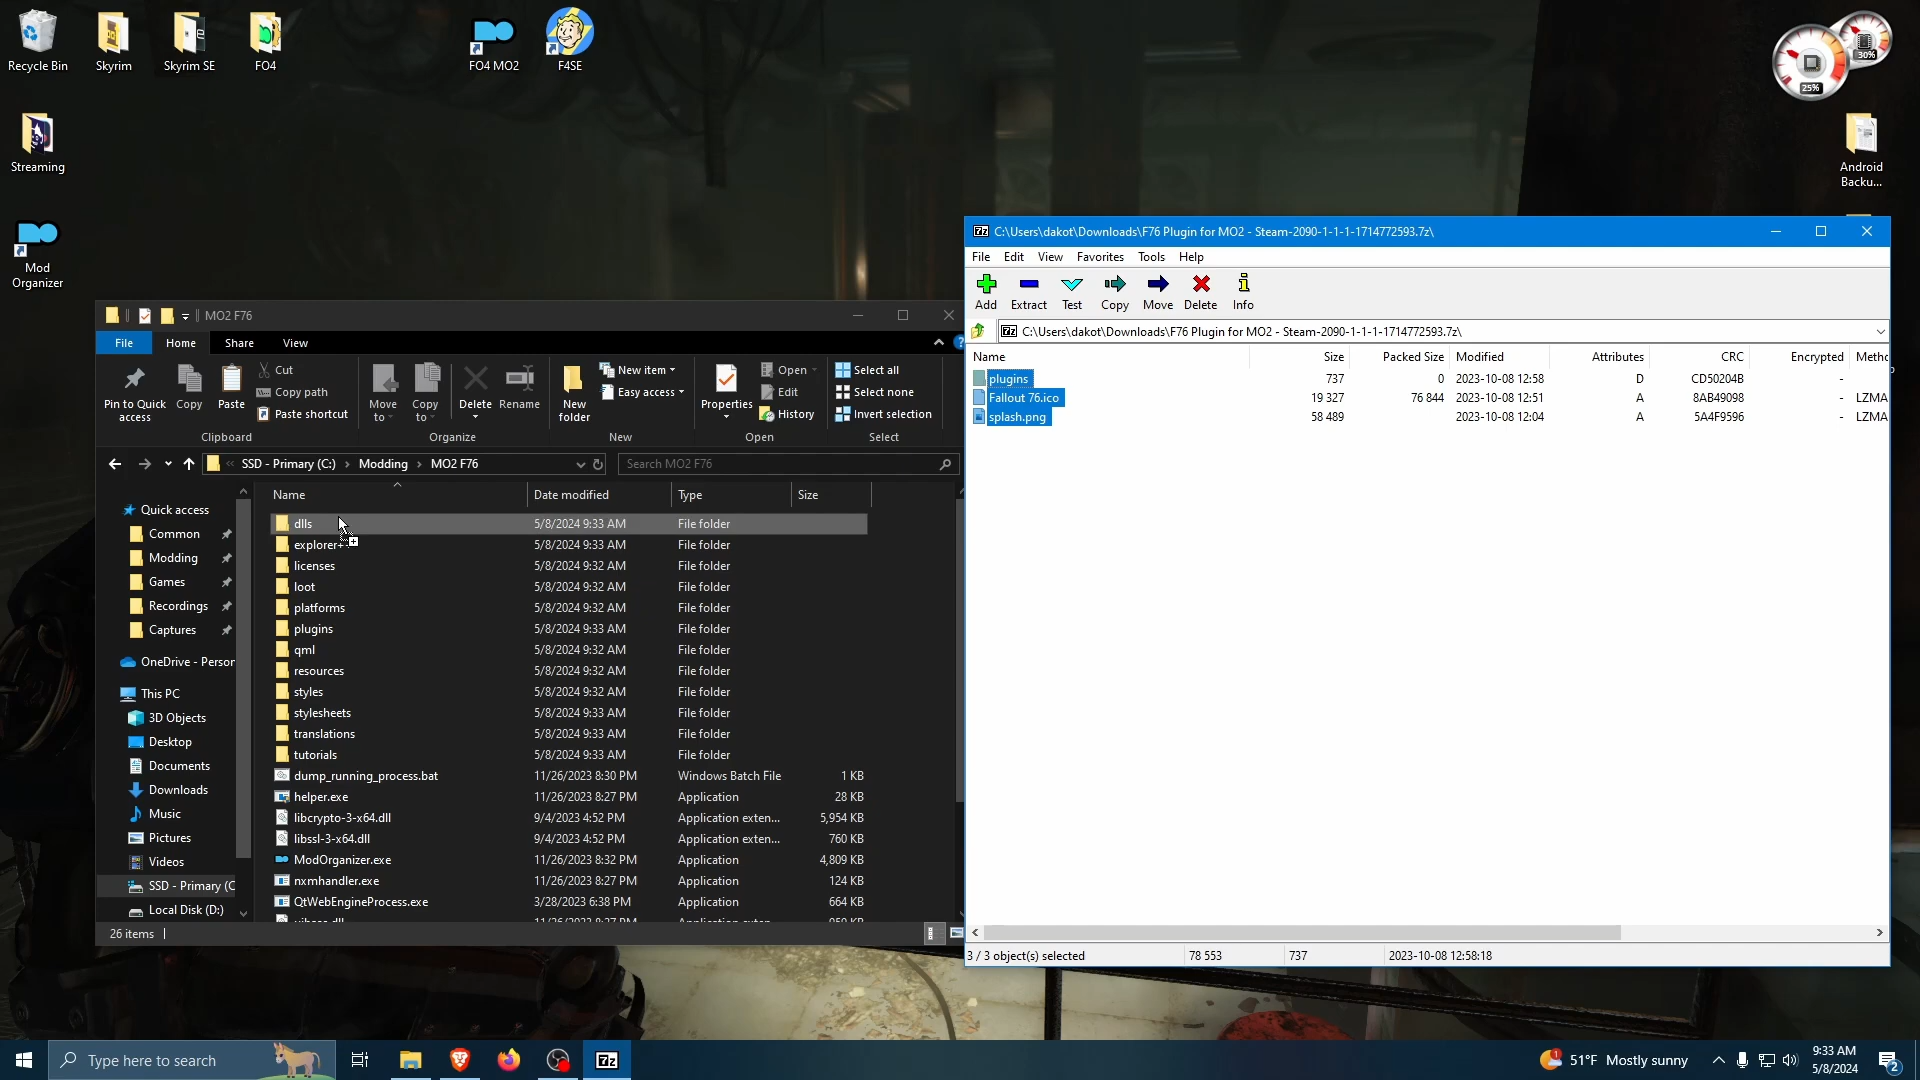 Recycle Bin
Skyrim
Skyrim SE
FO4
FO4 MO2
F4SE
30%
25%
Streaming
Android
Backu...
Mod
Organizer
MO2 F76
File
Home
Share
View
Pin to Quick
access
Copy
Paste
Cut
Copy path
Paste shortcut
Clipboard
Move
to
Copy
to
Delete
Rename
Organize
New
folder
New item
Easy access
New
Properties
Open
Edit
History
Open
Select all
Select none
Invert selection
Select
SSD - Primary (C:) › Modding › MO2 F76
Search MO2 F76
Quick access
Common
Modding
Games
Recordings
Captures
OneDrive - Person
This PC
3D Objects
Desktop
Documents
Downloads
Music
Pictures
Videos
SSD - Primary (C
Local Disk (D:)
Name Date modified Type Size
dlls 5/8/2024 9:33 AM File folder
explorer+ 5/8/2024 9:33 AM File folder
licenses 5/8/2024 9:32 AM File folder
loot 5/8/2024 9:32 AM File folder
platforms 5/8/2024 9:32 AM File folder
plugins 5/8/2024 9:33 AM File folder
qml 5/8/2024 9:32 AM File folder
resources 5/8/2024 9:32 AM File folder
styles 5/8/2024 9:32 AM File folder
stylesheets 5/8/2024 9:33 AM File folder
translations 5/8/2024 9:33 AM File folder
tutorials 5/8/2024 9:33 AM File folder
dump_running_process.bat 11/26/2023 8:30 PM Windows Batch File 1 KB
helper.exe 11/26/2023 8:27 PM Application 28 KB
libcrypto-3-x64.dll 9/4/2023 4:52 PM Application exten... 5,954 KB
libssl-3-x64.dll 9/4/2023 4:52 PM Application exten... 760 KB
ModOrganizer.exe 11/26/2023 8:32 PM Application 4,809 KB
nxmhandler.exe 11/26/2023 8:27 PM Application 124 KB
QtWebEngineProcess.exe 3/28/2023 6:38 PM Application 664 KB
26 items
7z C:\Users\dakot\Downloads\F76 Plugin for MO2 - Steam-2090-1-1-1-1714772593.7z\
File Edit View Favorites Tools Help
Add Extract Test Copy Move Delete Info
7z C:\Users\dakot\Downloads\F76 Plugin for MO2 - Steam-2090-1-1-1-1714772593.7z\
Name Size Packed Size Modified Attributes CRC Encrypted Methc
plugins 737 0 2023-10-08 12:58 D CD50204B -
Fallout 76.ico 19 327 76 844 2023-10-08 12:51 A 8AB49098 - LZMA
splash.png 58 489 2023-10-08 12:04 A 5A4F9596 - LZMA
3 / 3 object(s) selected 78 553 737 2023-10-08 12:58:18
Type here to search
7z
1
51°F Mostly sunny
9:33 AM
5/8/2024
2